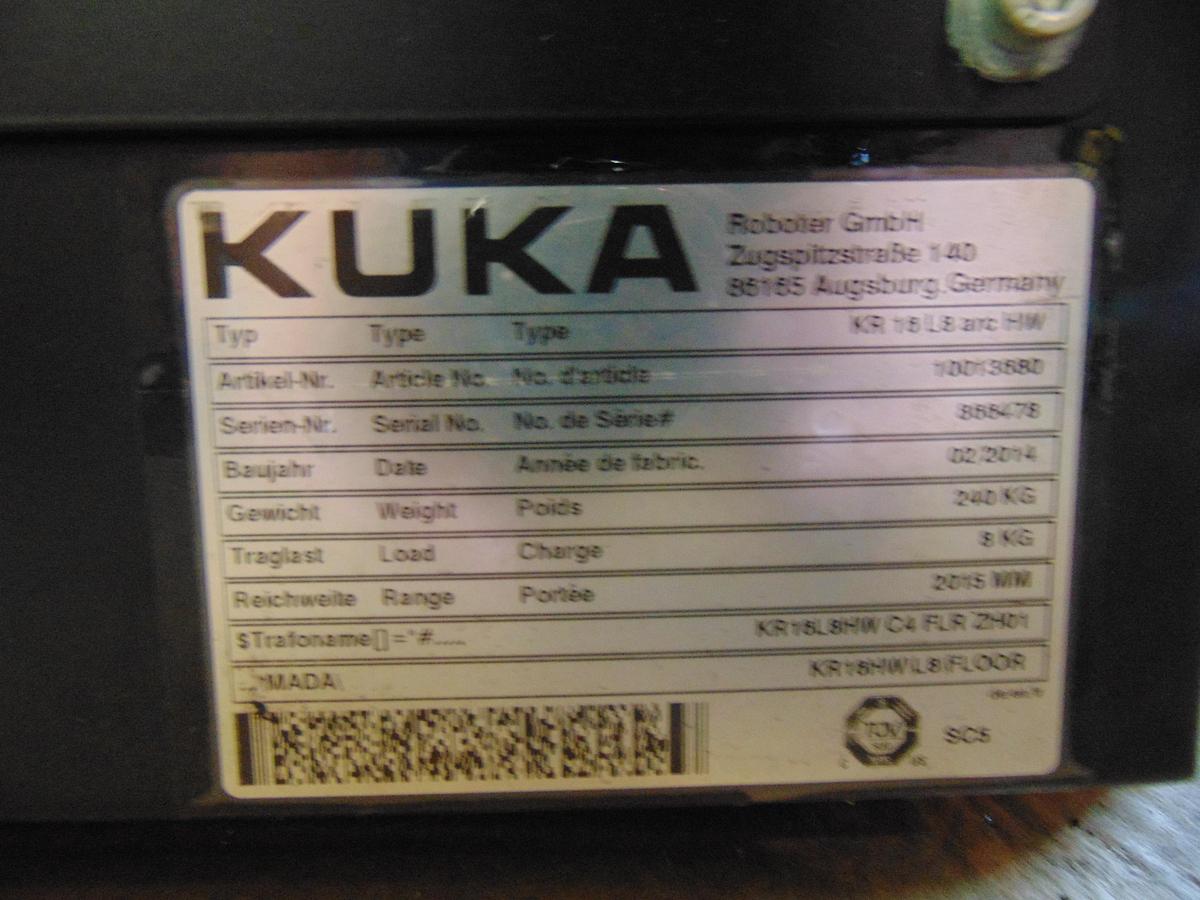 KUKA
Roboter GmbH
Zugspitzstraße 140
86165 Augsburg, Germany
Typ Type Type KR 16 L8 arc HW
Artikel-Nr. Article No. No. d'article
Serien-Nr. Serial No. No. de Série#
Baujahr Date Année de fabric. 02/2014
Gewicht Weight Poids 240 KG
Traglast Load Charge 8 KG
Reichweite Range Portée 2015 MM
$Trafoname[]="#..... KR16L8HW C4 FLR ZH01
...\MADA\ KR16HW\L8\FLOOR
TÜV
SC5